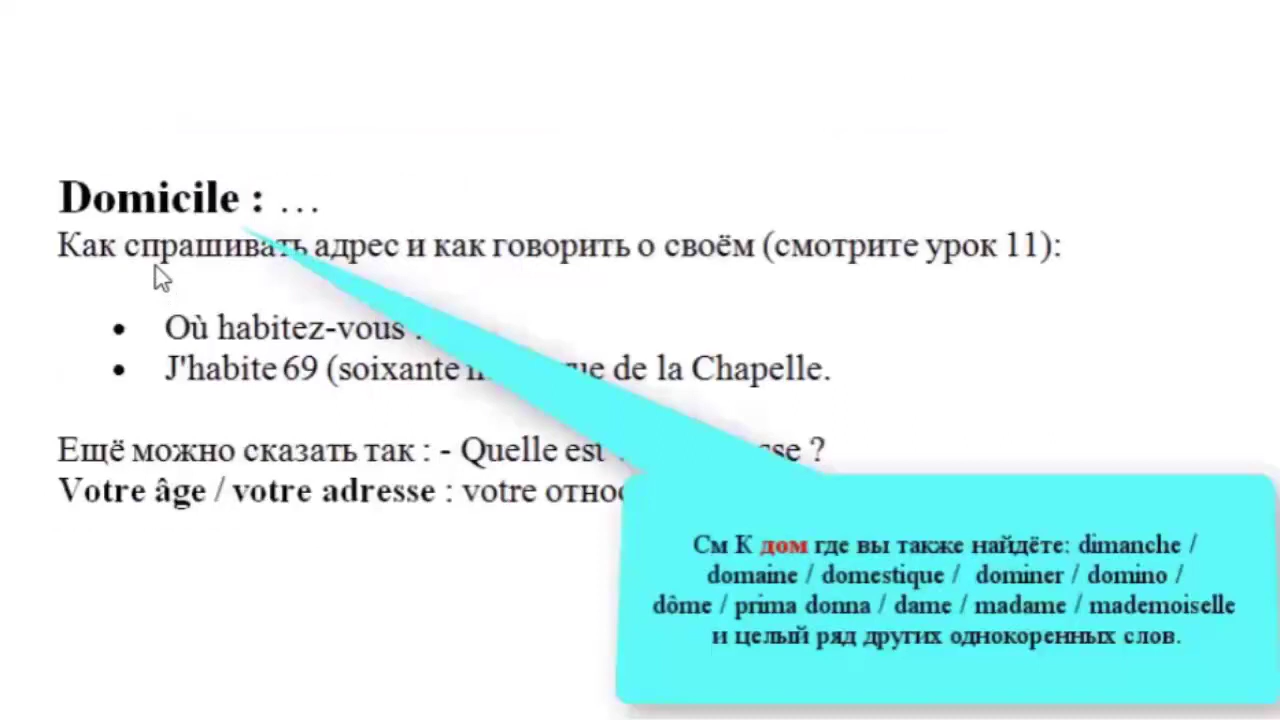 Domicile : …
Как спрашивать адрес и как говорить о своём (смотрите урок 11):
• Où habitez-vous
• J'habite 69 (soixante de la Chapelle.
Ещё можно сказать так : - Quelle est ?
Votre âge / votre adresse : votre
См К дом где вы также найдёте: dimanche /
domaine / domestique / dominer / domino /
dôme / prima donna / dame / madame / mademoiselle
и целый ряд других однокоренных слов.